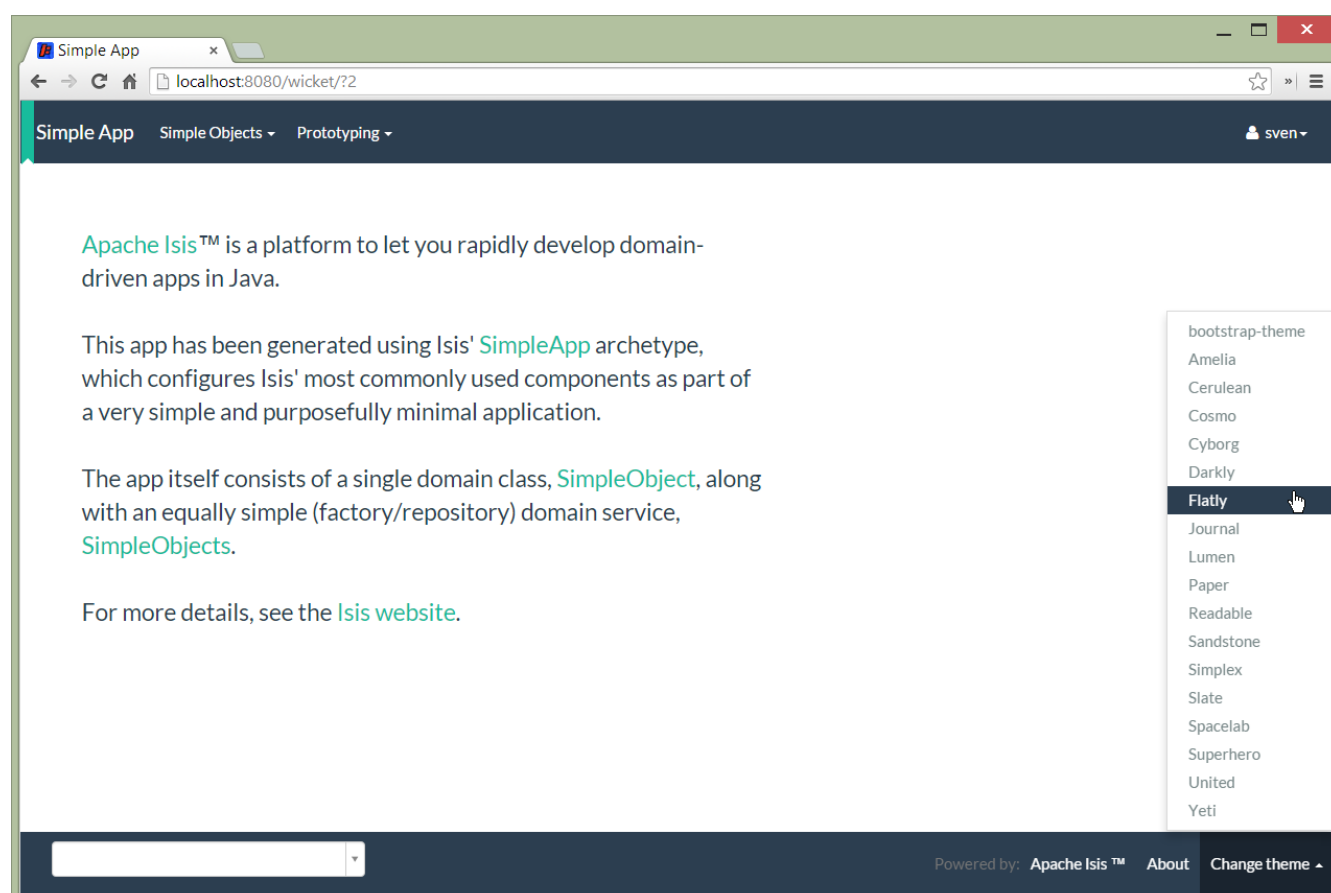 Simple App
localhost:8080/wicket/?2
Simple App Simple Objects Prototyping sven
Apache Isis™ is a platform to let you rapidly develop domain-
driven apps in Java.
This app has been generated using Isis' SimpleApp archetype,
which configures Isis' most commonly used components as part of
a very simple and purposefully minimal application.
The app itself consists of a single domain class, SimpleObject, along
with an equally simple (factory/repository) domain service,
SimpleObjects.
For more details, see the Isis website.
bootstrap-theme
Amelia
Cerulean
Cosmo
Cyborg
Darkly
Flatly
Journal
Lumen
Paper
Readable
Sandstone
Simplex
Slate
Spacelab
Superhero
United
Yeti
Powered by: Apache Isis ™ About Change theme